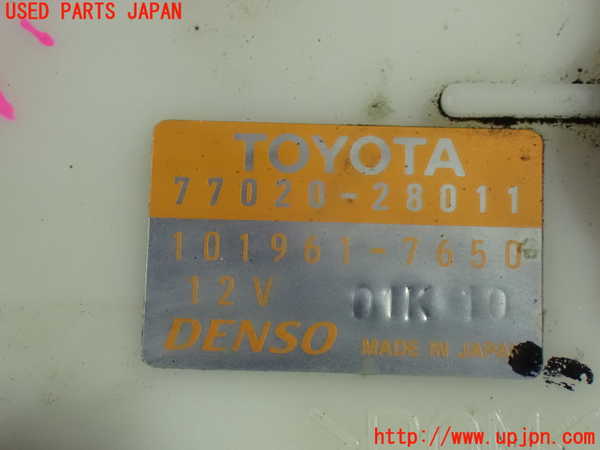 USED PARTS JAPAN
TOYOTA
77020-28011
101961-7650
12V 01K 10
DENSO MADE IN JAPAN
http://www.upjpn.com/